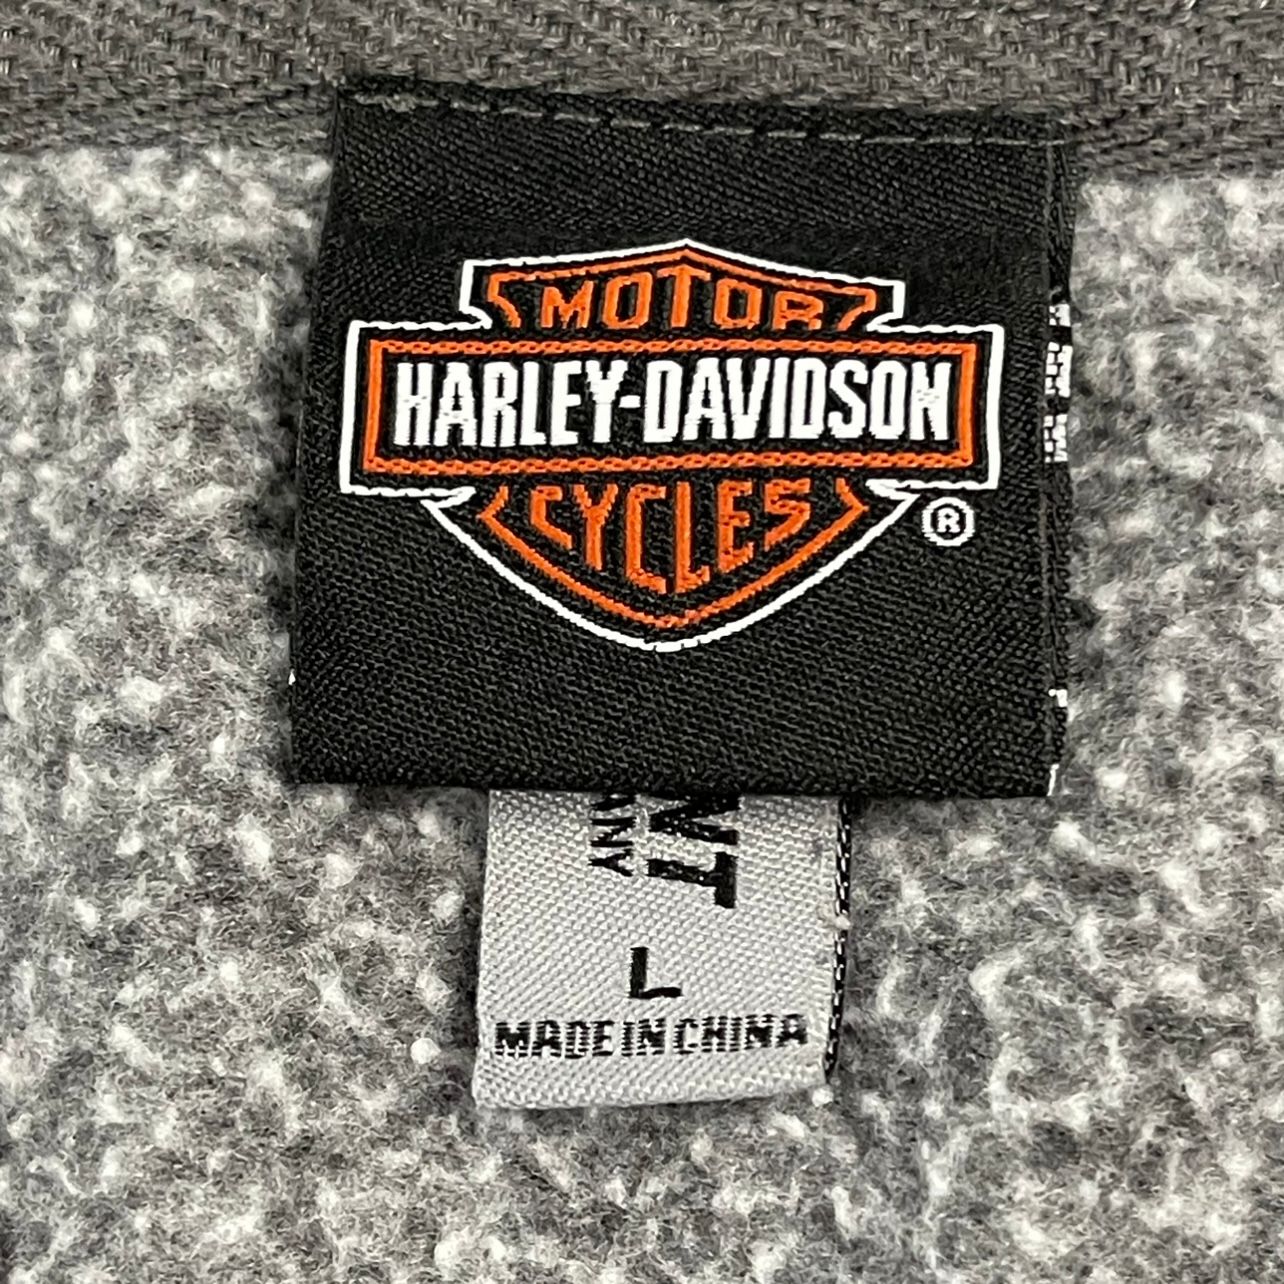 MOTOR
HARLEY-DAVIDSON
CYCLES
®
L
MADE IN CHINA